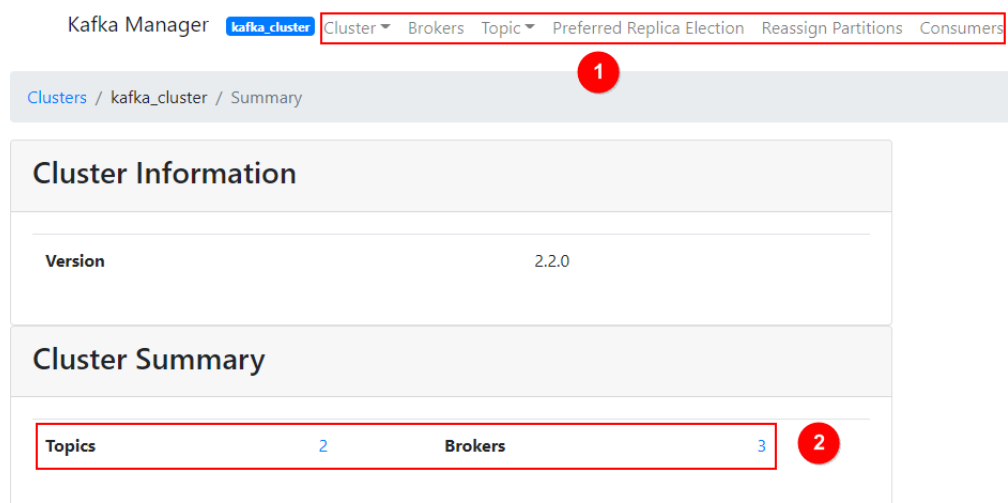 Kafka Manager kafka_cluster Cluster Brokers Topic Preferred Replica Election Reassign Partitions Consumers
1
Clusters / kafka_cluster / Summary
Cluster Information
Version 2.2.0
Cluster Summary
Topics 2 Brokers 3 2